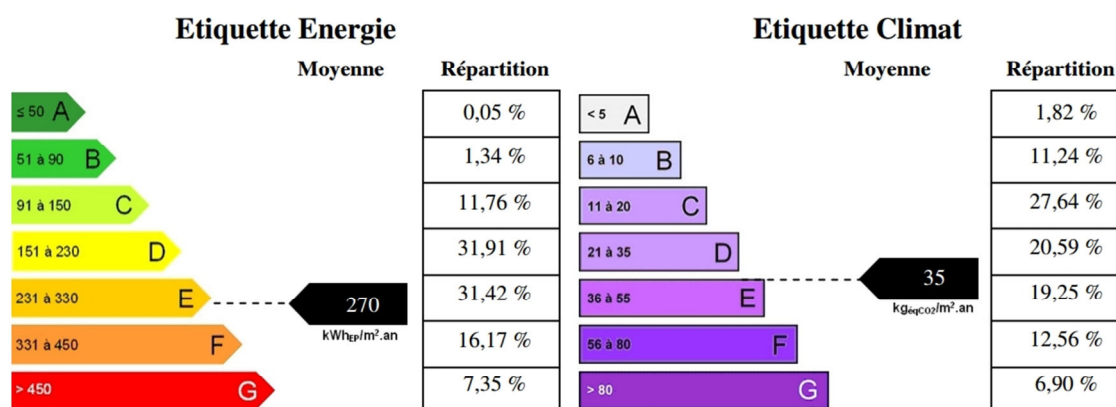 Etiquette Energie
Moyenne Répartition
≤ 50 A 0,05 %
51 à 90 B 1,34 %
91 à 150 C 11,76 %
151 à 230 D 31,91 %
231 à 330 E 270 31,42 %
kWhEP/m².an
331 à 450 F 16,17 %
> 450 G 7,35 %
Etiquette Climat
Moyenne Répartition
< 5 A 1,82 %
6 à 10 B 11,24 %
11 à 20 C 27,64 %
21 à 35 D 20,59 %
35
36 à 55 E 19,25 %
kgéqCO2/m².an
56 à 80 F 12,56 %
> 80 G 6,90 %